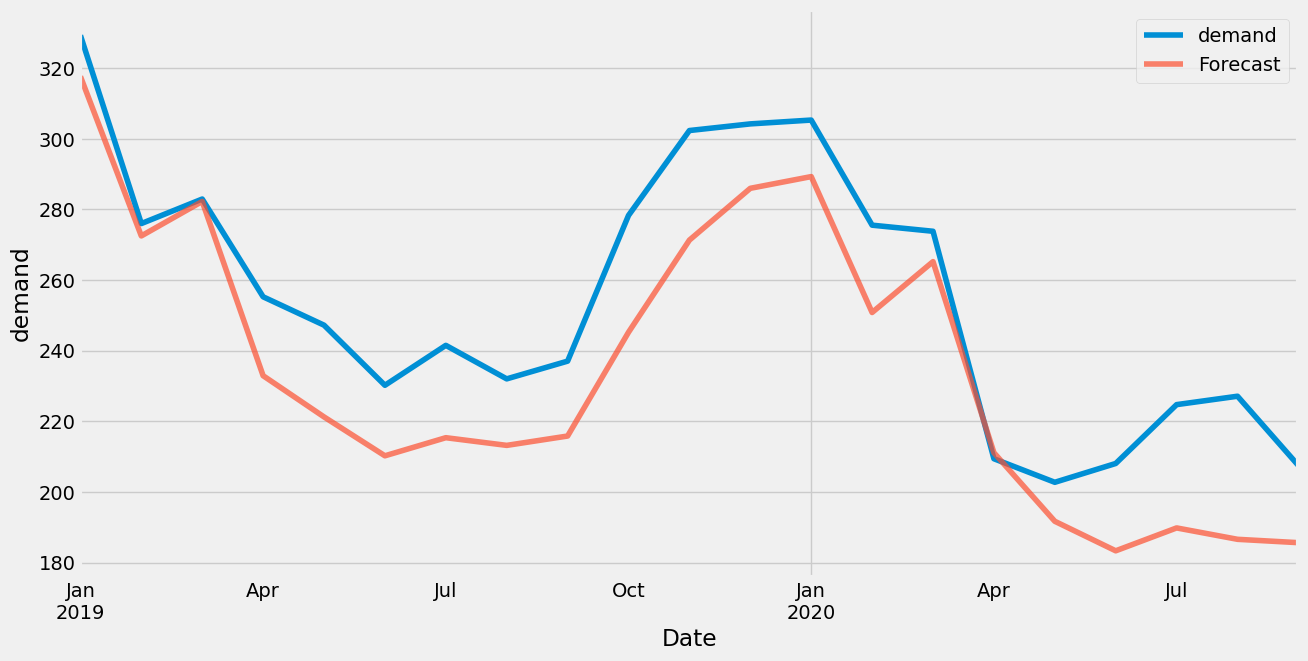 demand
Forecast
320
300
280
260
240
220
200
180
demand
Jan
2019
Apr
Jul
Oct
Jan
2020
Apr
Jul
Date